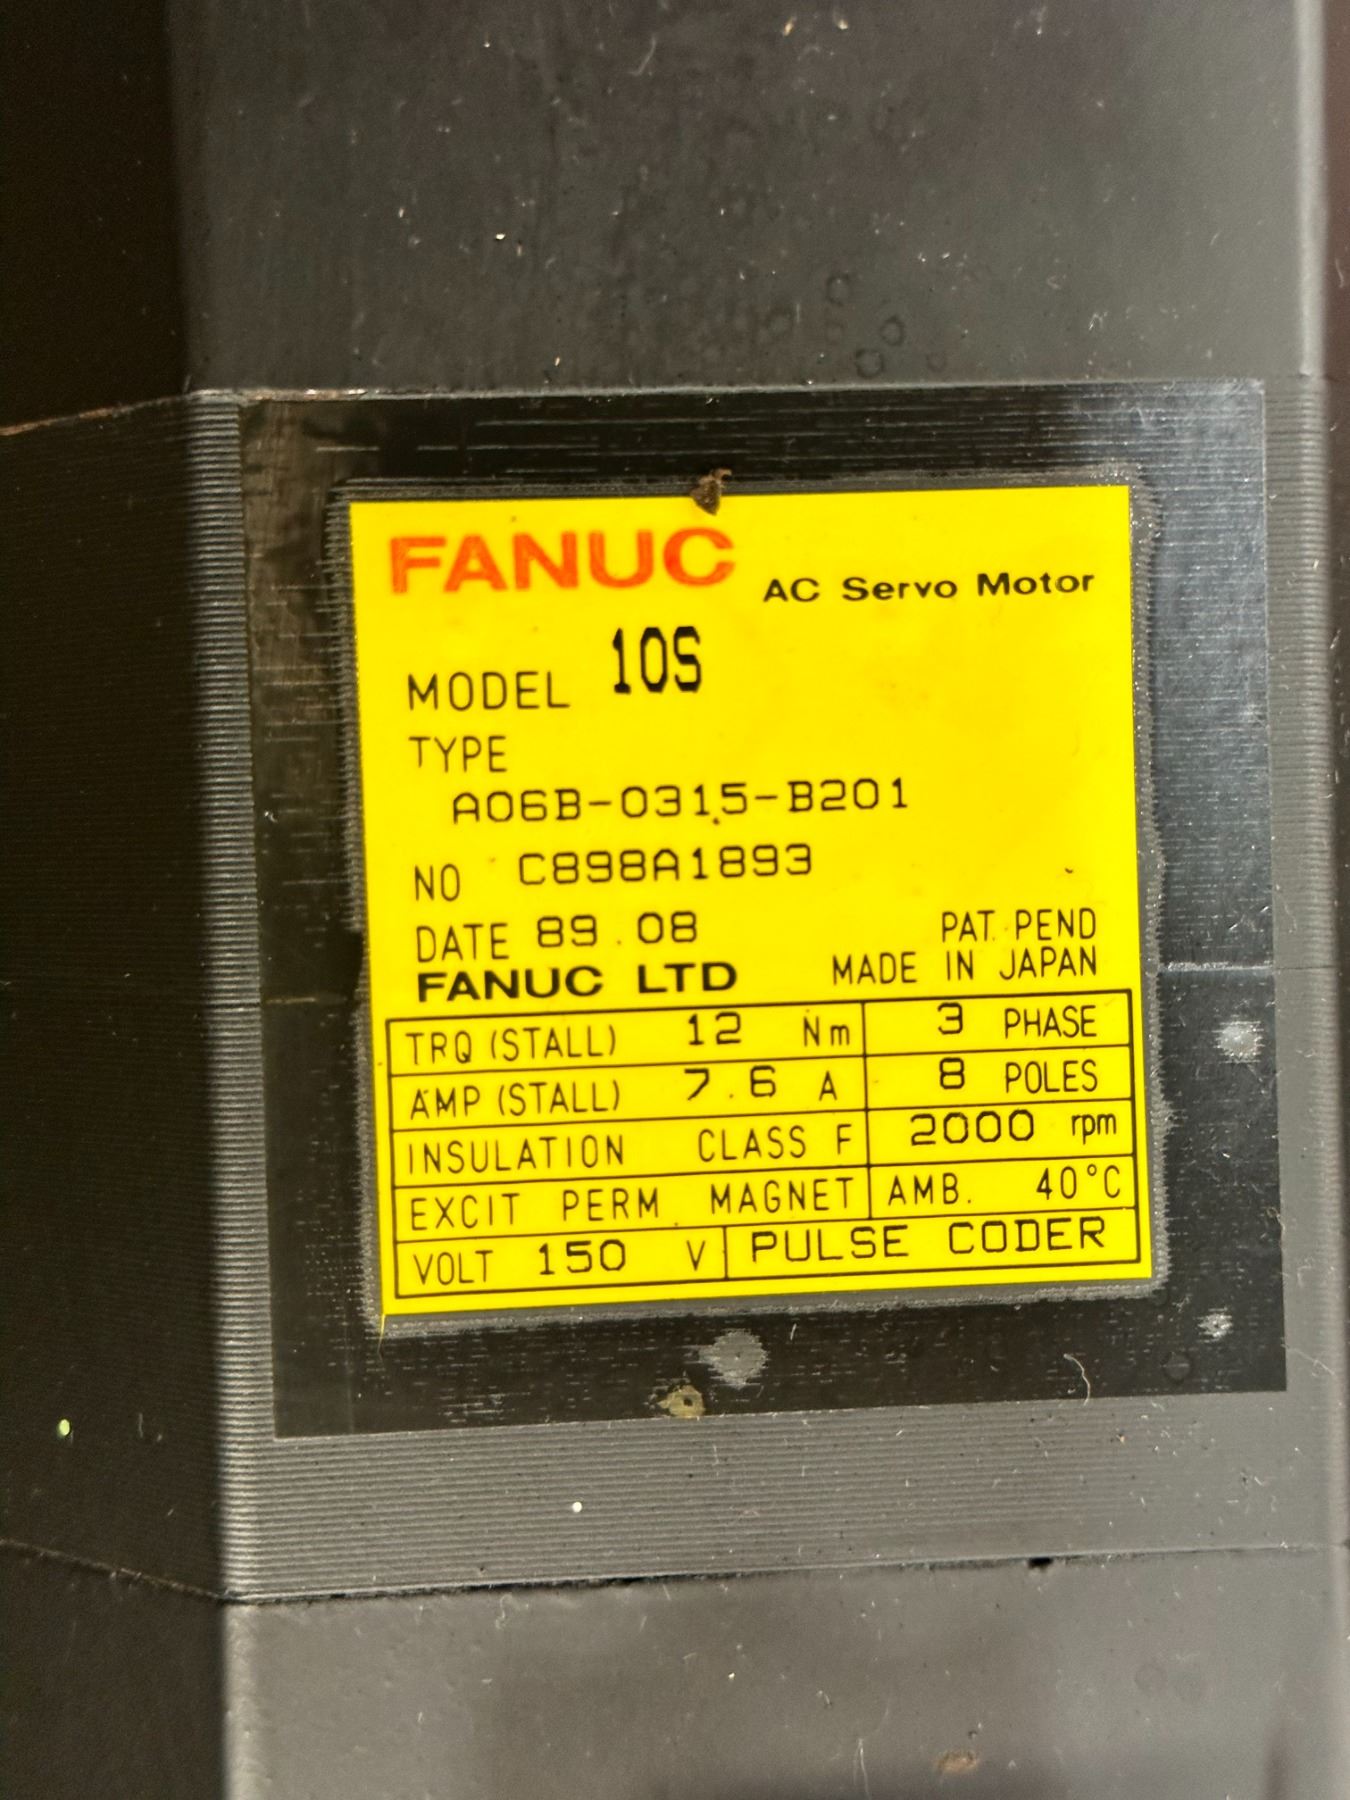 FANUC AC Servo Motor
MODEL 10S
TYPE
A06B-0315-B201
NO C898A1893
DATE 89.08 PAT. PEND
FANUC LTD MADE IN JAPAN
TRQ (STALL) 12 Nm 3 PHASE
AMP (STALL) 7.6 A 8 POLES
INSULATION CLASS F 2000 rpm
EXCIT PERM. MAGNET AMB. 40°C
VOLT 150 V PULSE CODER